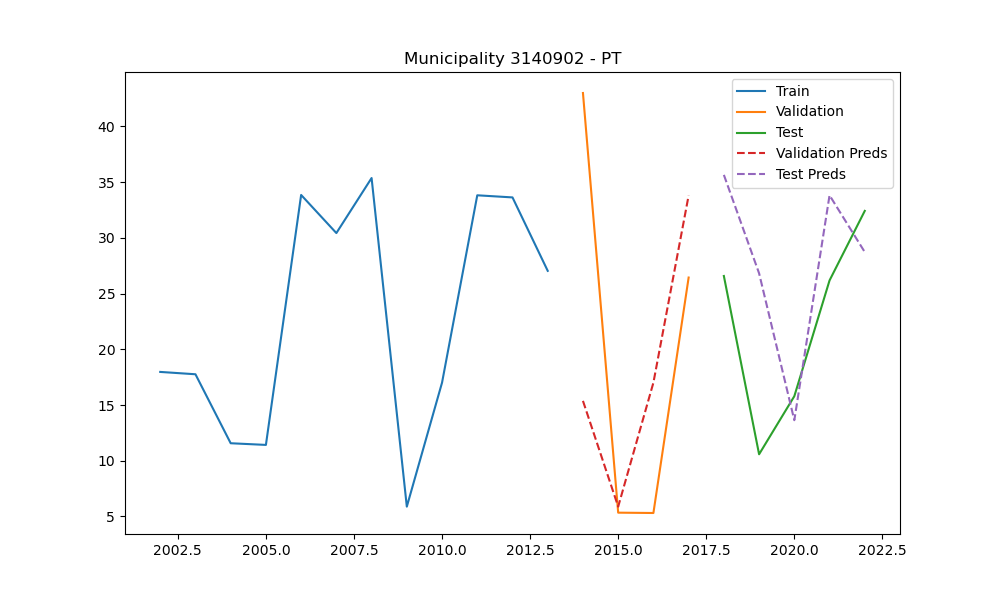 Municipality 3140902 - PT
Train
Validation
Test
Validation Preds
Test Preds
40
35
30
25
20
15
10
5
2002.5 2005.0 2007.5 2010.0 2012.5 2015.0 2017.5 2020.0 2022.5